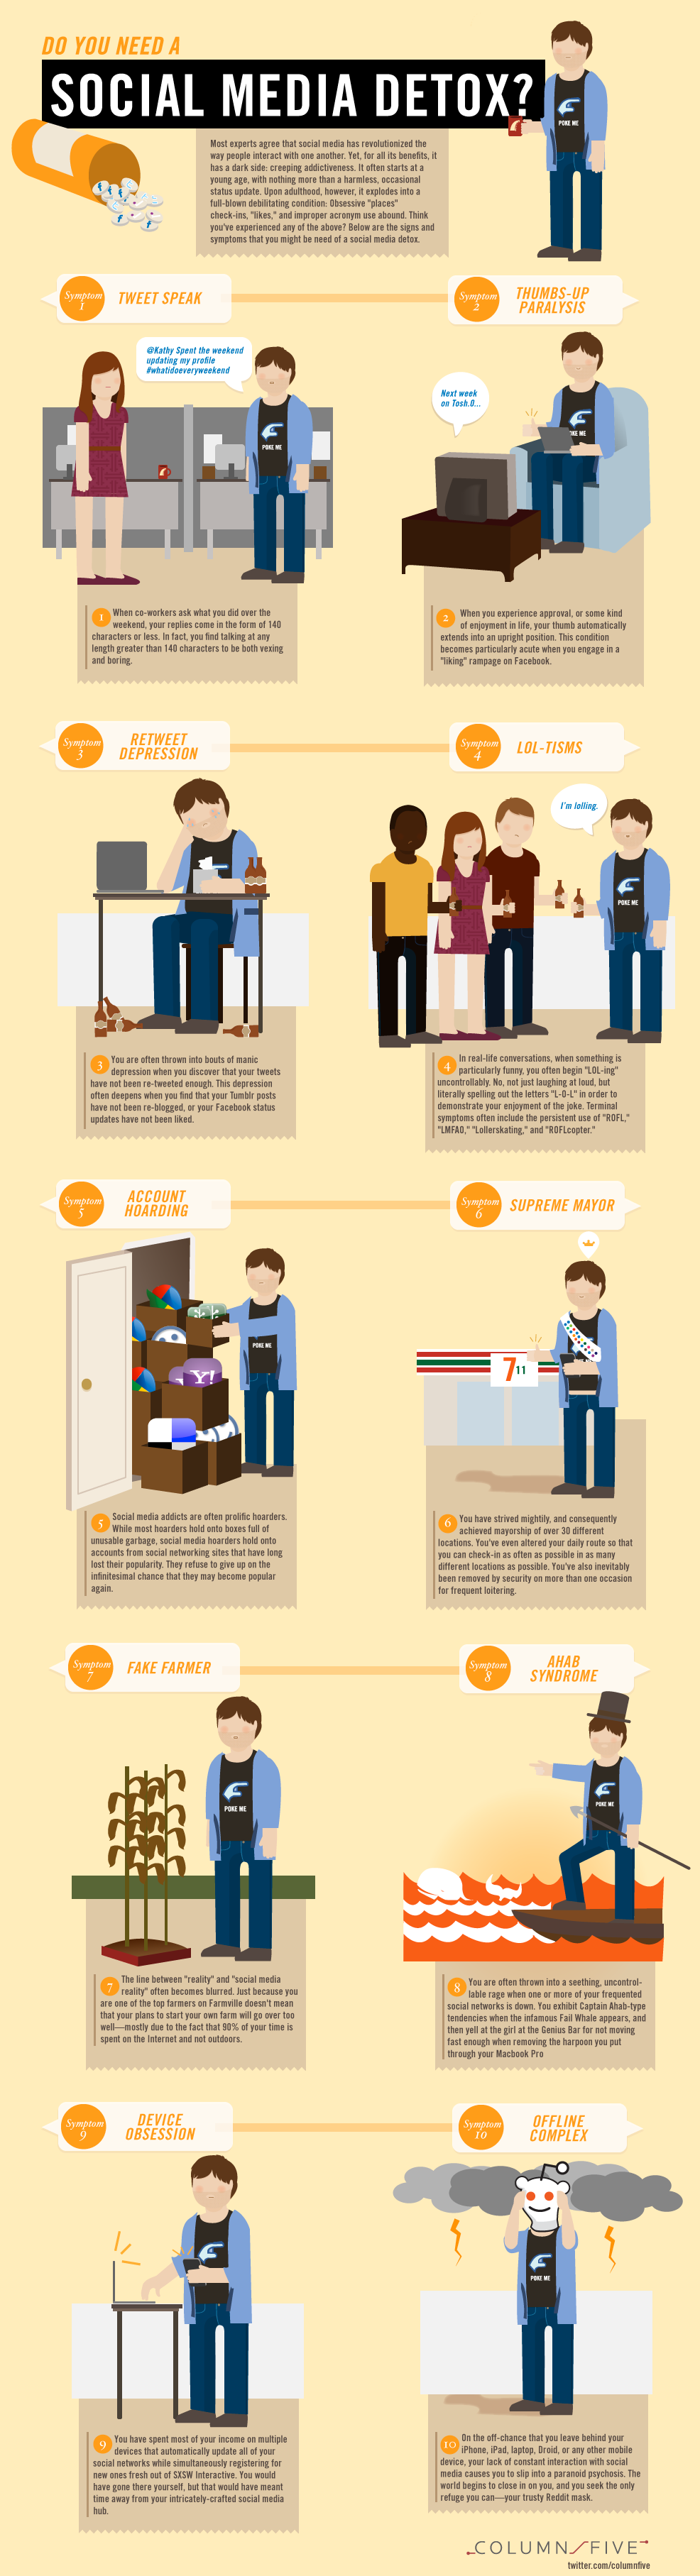 DO YOU NEED A
SOCIAL MEDIA DETOX?
POKE ME
Most experts agree that social media has revolutionized the
way people interact with one another. Yet, for all its benefits, it
has a dark side: creeping addictiveness. It often starts at a
young age, with nothing more than a harmless, occasional
status update. Upon adulthood, however, it explodes into a
full-blown debilitating condition: Obsessive "places"
check-ins, "likes," and improper acronym use abound. Think
you've experienced any of the above? Below are the signs and
symptoms that you might be need of a social media detox.
Symptom
1
TWEET SPEAK
@Kathy Spent the weekend
updating my profile
#whatidoeveryweekend
POKE ME
1 When co-workers ask what you did over the
weekend, your replies come in the form of 140
characters or less. In fact, you find talking at any
length greater than 140 characters to be both vexing
and boring.
Symptom
2
THUMBS-UP
PARALYSIS
Next week
on Tosh.0...
KE ME
2 When you experience approval, or some kind
of enjoyment in life, your thumb automatically
extends into an upright position. This condition
becomes particularly acute when you engage in a
"liking" rampage on Facebook.
Symptom
3
RETWEET
DEPRESSION
3 You are often thrown into bouts of manic
depression when you discover that your tweets
have not been re-tweeted enough. This depression
often deepens when you find that your Tumblr posts
have not been re-blogged, or your Facebook status
updates have not been liked.
Symptom
4
LOL-TISMS
I'm lolling.
POKE ME
4 In real-life conversations, when something is
particularly funny, you often begin "LOL-ing"
uncontrollably. No, not just laughing at loud, but
literally spelling out the letters "L-O-L" in order to
demonstrate your enjoyment of the joke. Terminal
symptoms often include the persistent use of "ROFL,"
"LMFAO," "Lollerskating," and "ROFLcopter."
Symptom
5
ACCOUNT
HOARDING
POKE ME
Y!
5 Social media addicts are often prolific hoarders.
While most hoarders hold onto boxes full of
unusable garbage, social media hoarders hold onto
accounts from social networking sites that have long
lost their popularity. They refuse to give up on the
infinitesimal chance that they may become popular
again.
Symptom
6
SUPREME MAYOR
7 11
6 You have strived mightily, and consequently
achieved mayorship of over 30 different
locations. You've even altered your daily route so that
you can check-in as often as possible in as many
different locations as possible. You've also inevitably
been removed by security on more than one occasion
for frequent loitering.
Symptom
7
FAKE FARMER
POKE ME
7 The line between "reality" and "social media
reality" often becomes blurred. Just because you
are one of the top farmers on Farmville doesn't mean
that your plans to start your own farm will go over too
well—mostly due to the fact that 90% of your time is
spent on the Internet and not outdoors.
Symptom
8
AHAB
SYNDROME
POKE ME
8 You are often thrown into a seething, uncontrol-
lable rage when one or more of your frequented
social networks is down. You exhibit Captain Ahab-type
tendencies when the infamous Fail Whale appears, and
then yell at the girl at the Genius Bar for not moving
fast enough when removing the harpoon you put
through your Macbook Pro
Symptom
9
DEVICE
OBSESSION
9 You have spent most of your income on multiple
devices that automatically update all of your
social networks while simultaneously registering for
new ones fresh out of SXSW Interactive. You would
have gone there yourself, but that would have meant
time away from your intricately-crafted social media
hub.
Symptom
10
OFFLINE
COMPLEX
POKE ME
10 On the off-chance that you leave behind your
iPhone, iPad, laptop, Droid, or any other mobile
device, your lack of constant interaction with social
media causes you to slip into a paranoid psychosis. The
world begins to close in on you, and you seek the only
refuge you can—your trusty Reddit mask.
COLUMN FIVE
twitter.com/columnfive